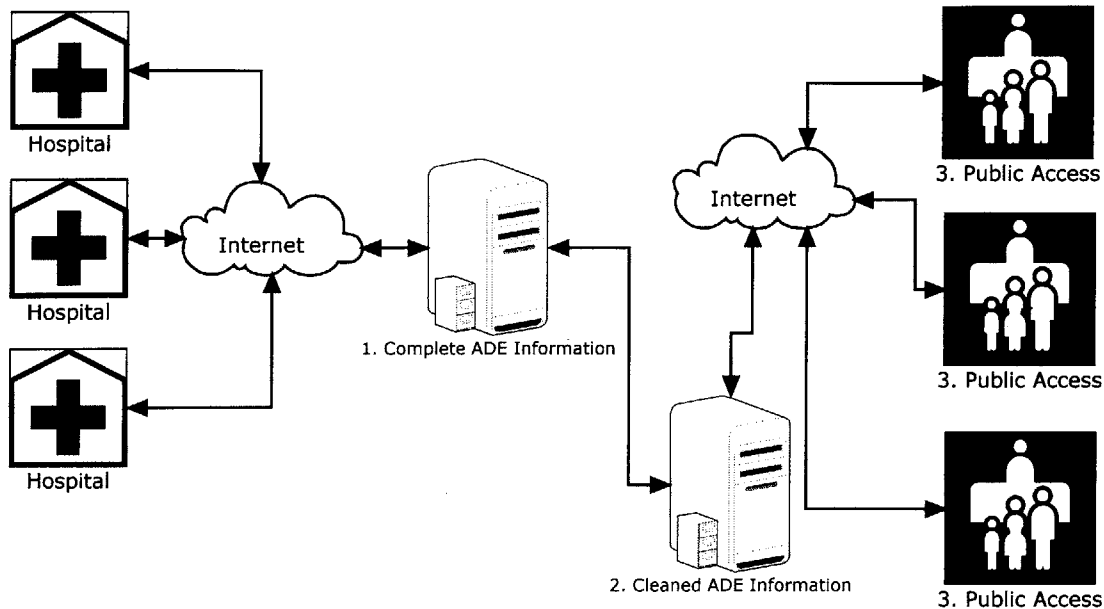 Hospital
Hospital
Hospital
Internet
1. Complete ADE Information
Internet
2. Cleaned ADE Information
3. Public Access
3. Public Access
3. Public Access